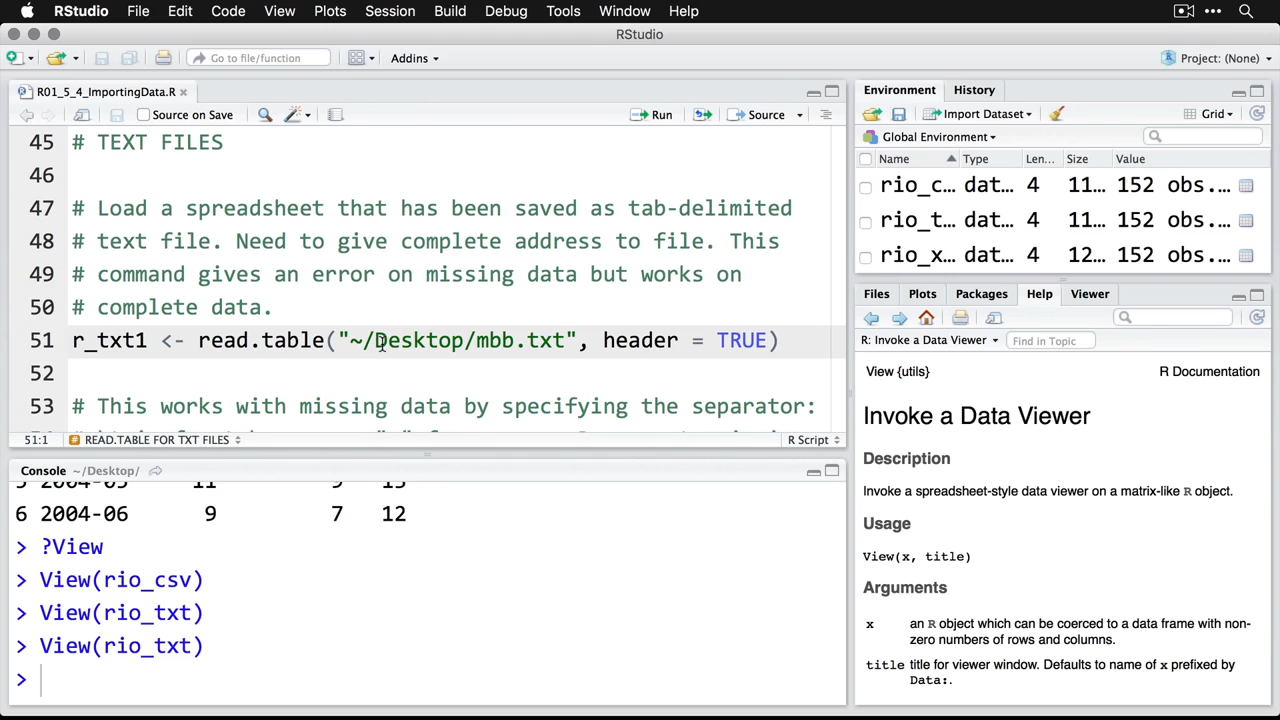 RStudio File Edit Code View Plots Session Build Debug Tools Window Help
RStudio
Go to file/function Addins Project: (None)
R01_5_4_ImportingData.R
Source on Save Run Source
45 # TEXT FILES
46
47 # Load a spreadsheet that has been saved as tab-delimited
48 # text file. Need to give complete address to file. This
49 # command gives an error on missing data but works on
50 # complete data.
51 r_txt1 <- read.table("~/Desktop/mbb.txt", header = TRUE)
52
53 # This works with missing data by specifying the separator:
51:1 # READ.TABLE FOR TXT FILES R Script
Console ~/Desktop/
5 2004-05 11 9 15
6 2004-06 9 7 12
> ?View
> View(rio_csv)
> View(rio_txt)
> View(rio_txt)
>
Environment History
Import Dataset Grid
Global Environment
Name Type Len... Size Value
rio_c... dat... 4 11... 152 obs....
rio_t... dat... 4 11... 152 obs....
rio_x... dat... 4 12... 152 obs....
Files Plots Packages Help Viewer
R: Invoke a Data Viewer Find in Topic
View {utils} R Documentation
Invoke a Data Viewer
Description
Invoke a spreadsheet-style data viewer on a matrix-like R object.
Usage
View(x, title)
Arguments
x an R object which can be coerced to a data frame with non-
zero numbers of rows and columns.
title title for viewer window. Defaults to name of x prefixed by
Data:.